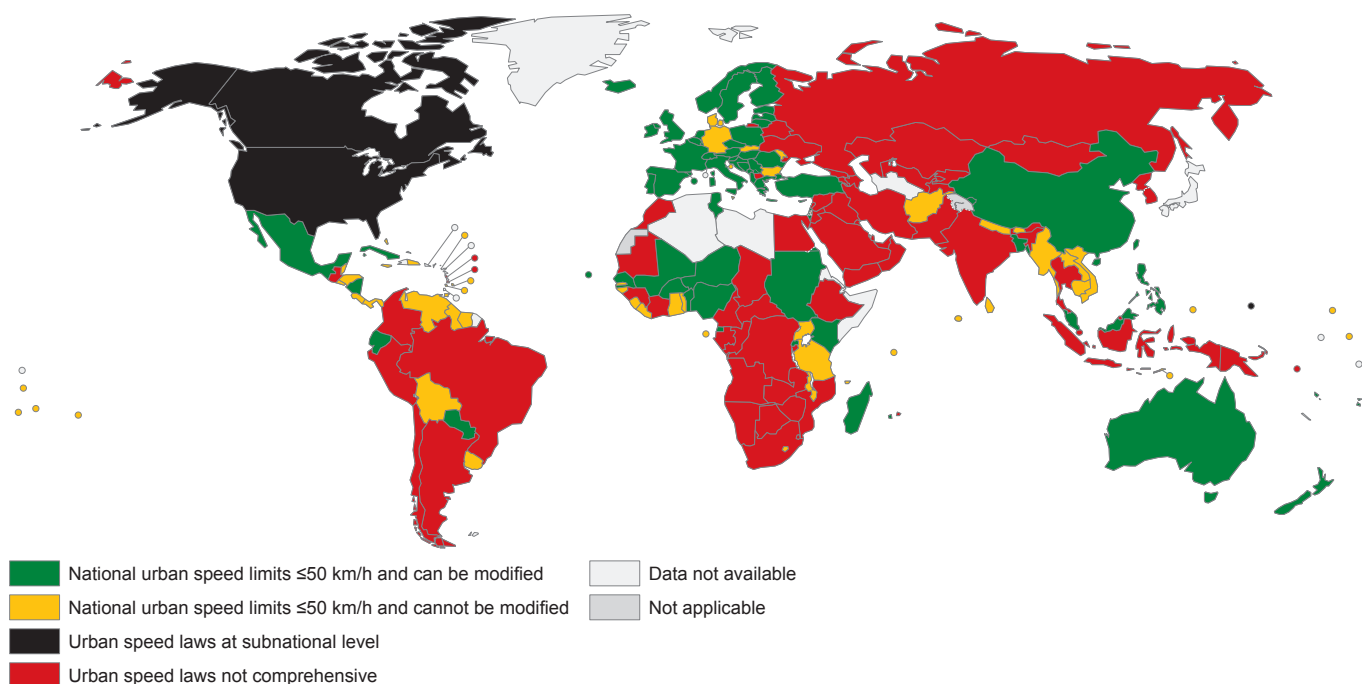 National urban speed limits ≤50 km/h and can be modified
National urban speed limits ≤50 km/h and cannot be modified
Urban speed laws at subnational level
Urban speed laws not comprehensive
Data not available
Not applicable